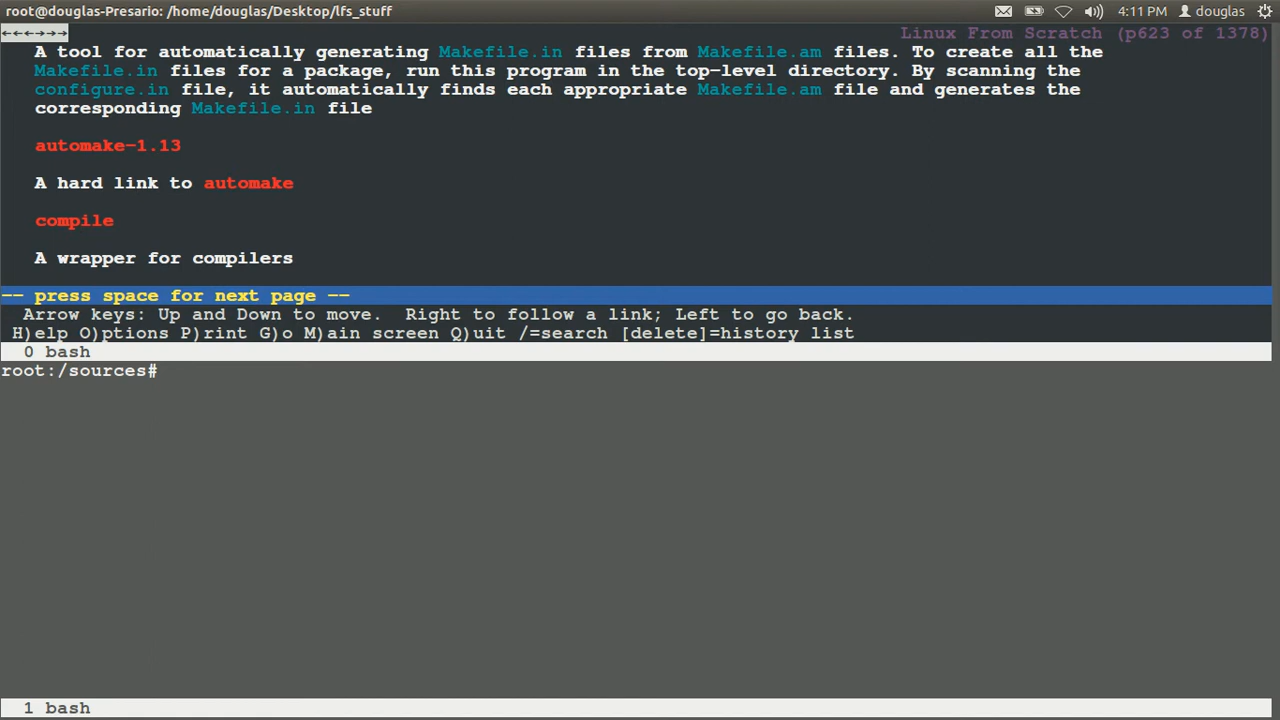 root@douglas-Presario: /home/douglas/Desktop/lfs_stuff 4:11 PM douglas
←←←→→→ Linux From Scratch (p623 of 1378)
A tool for automatically generating Makefile.in files from Makefile.am files. To create all the
Makefile.in files for a package, run this program in the top-level directory. By scanning the
configure.in file, it automatically finds each appropriate Makefile.am file and generates the
corresponding Makefile.in file
automake-1.13
A hard link to automake
compile
A wrapper for compilers
-- press space for next page --
Arrow keys: Up and Down to move.  Right to follow a link; Left to go back.
H)elp O)ptions P)rint G)o M)ain screen Q)uit /=search [delete]=history list
0 bash
root:/sources#
1 bash